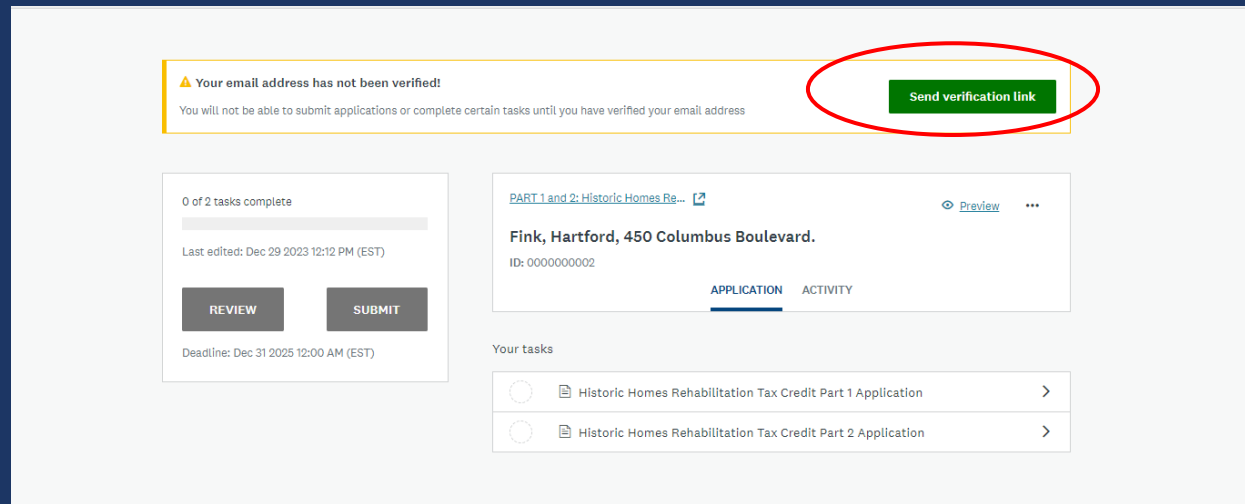 Your email address has not been verified!
You will not be able to submit applications or complete certain tasks until you have verified your email address
Send verification link
0 of 2 tasks complete
Last edited: Dec 29 2023 12:12 PM (EST)
REVIEW
SUBMIT
Deadline: Dec 31 2025 12:00 AM (EST)
PART 1 and 2: Historic Homes Re...
Preview
Fink, Hartford, 450 Columbus Boulevard.
ID: 0000000002
APPLICATION
ACTIVITY
Your tasks
Historic Homes Rehabilitation Tax Credit Part 1 Application
Historic Homes Rehabilitation Tax Credit Part 2 Application